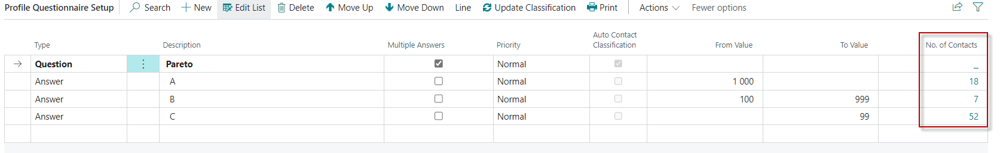 Profile Questionnaire Setup Search New Edit List Delete Move Up Move Down Line Update Classification Print Actions Fewer options
Type Description Multiple Answers Priority Auto Contact Classification From Value To Value No. of Contacts
Question Pareto Normal _
Answer A Normal 1 000 18
Answer B Normal 100 999 7
Answer C Normal 99 52